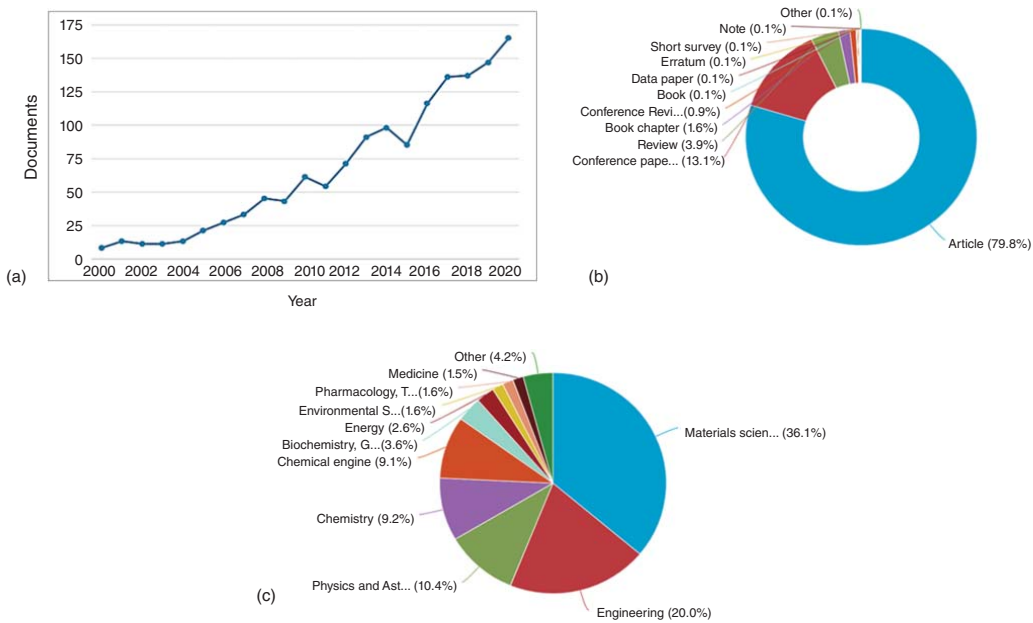 175
150
125
100
75
50
25
0
Documents
2000 2002 2004 2006 2008 2010 2012 2014 2016 2018 2020
Year
(a)
Other (0.1%)
Note (0.1%)
Short survey (0.1%)
Erratum (0.1%)
Data paper (0.1%)
Book (0.1%)
Conference Revi...(0.9%)
Book chapter (1.6%)
Review (3.9%)
Conference pape... (13.1%)
Article (79.8%)
(b)
Other (4.2%)
Medicine (1.5%)
Pharmacology, T...(1.6%)
Environmental S...(1.6%)
Energy (2.6%)
Biochemistry, G...(3.6%)
Chemical engine (9.1%)
Chemistry (9.2%)
Physics and Ast... (10.4%)
Materials scien... (36.1%)
Engineering (20.0%)
(c)